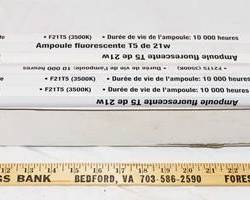 • F21T5 (3500K) • Durée de vie de l'ampoule: 10 000 heures
Ampoule fluorescente T5 de 21w
• F21T5 (3500K) • Durée de vie de l'ampoule: 10 000 heures
Ampoule fluorescente T5 de 21w
• F21T5 (3500K) • Durée de vie de l'ampoule: 10 000 heures
• F21T5 (3500K) • Durée de vie de l'ampoule: 10 000 heures
Ampoule fluorescente T5 de 21w
SS BANK BEDFORD, VA 703-586-2590 FORES